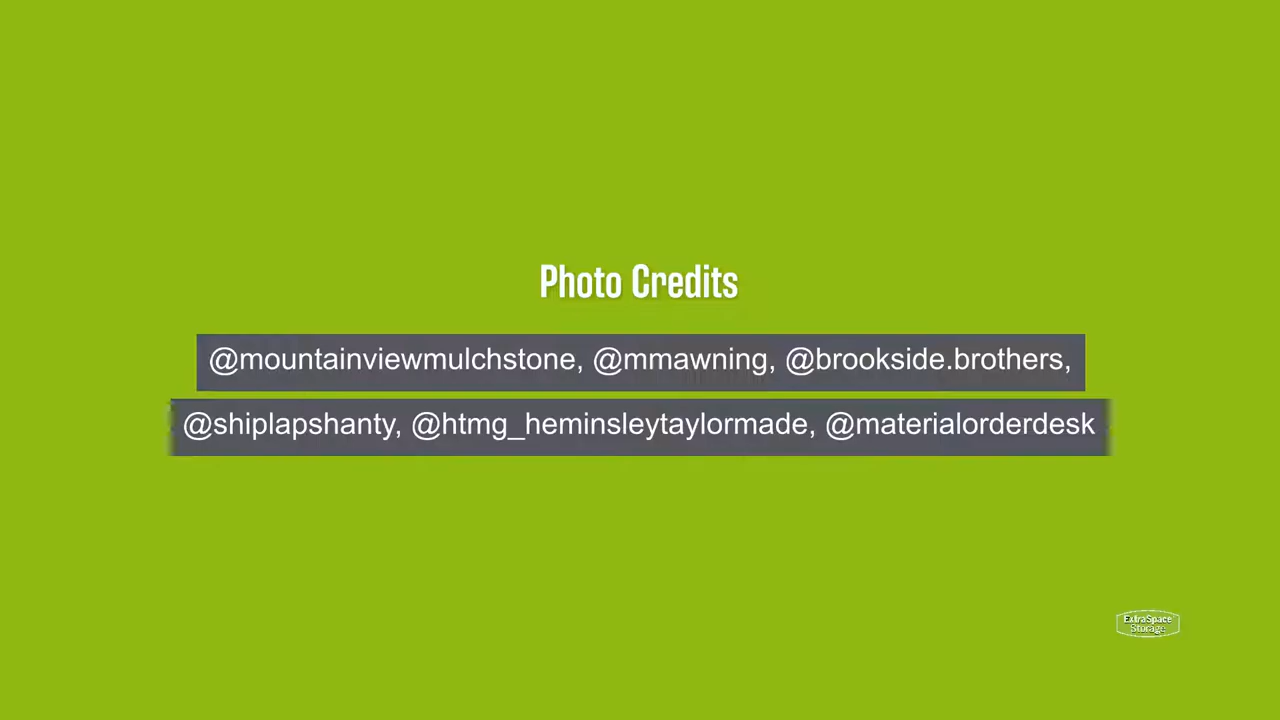 Photo Credits
@mountainviewmulchstone, @mmawning, @brookside.brothers,
@shiplapshanty, @htmg_heminsleytaylormade, @materialorderdesk
ExtraSpace
Storage